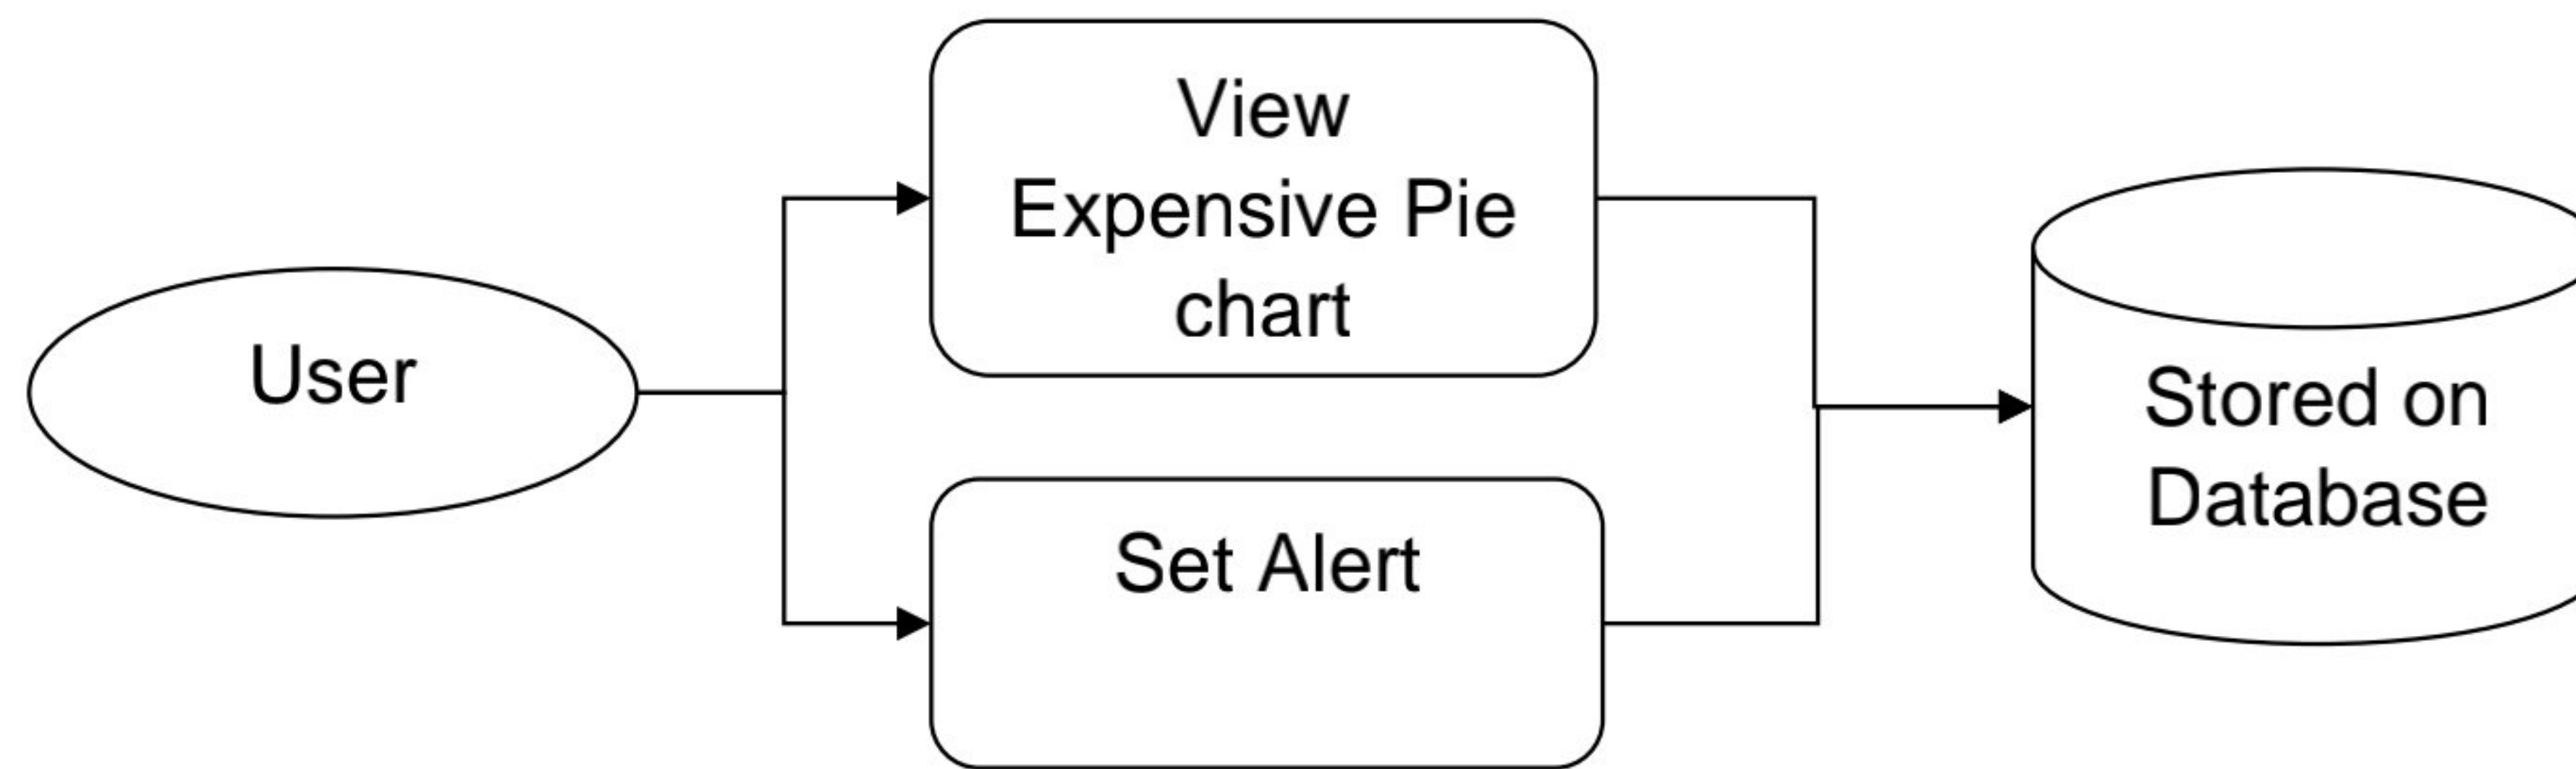 User
View
Expensive Pie
chart
Set Alert
Stored on
Database